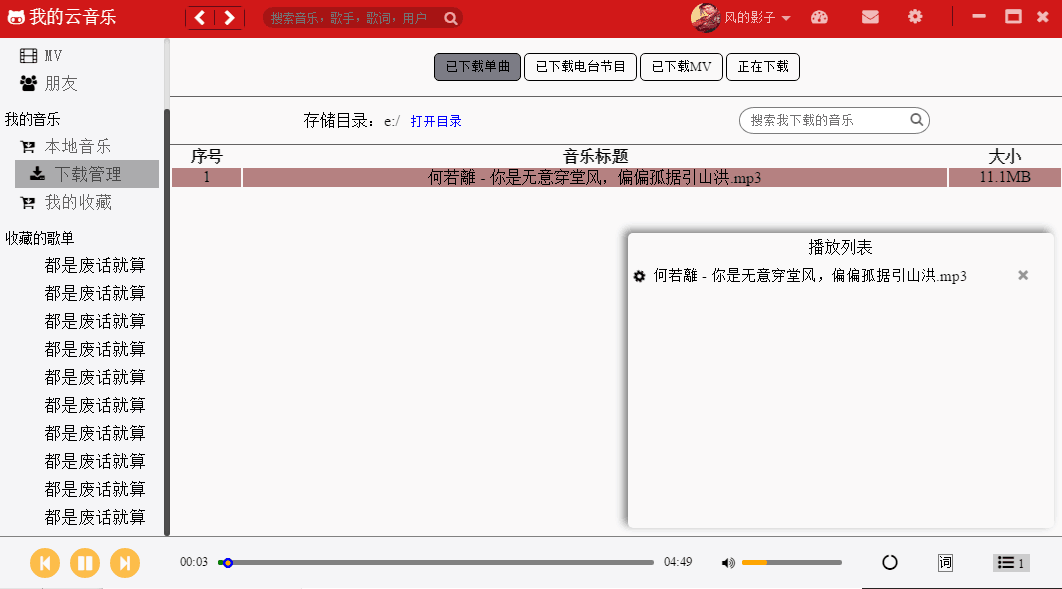 我的云音乐
搜索音乐，歌手，歌词，用户
风的影子
MV
朋友
我的音乐
本地音乐
下载管理
我的收藏
收藏的歌单
都是废话就算
都是废话就算
都是废话就算
都是废话就算
都是废话就算
都是废话就算
都是废话就算
都是废话就算
都是废话就算
都是废话就算
已下载单曲 已下载电台节目 已下载MV 正在下载
存储目录：e:/ 打开目录
搜索我下载的音乐
序号 音乐标题 大小
1 何若離 - 你是无意穿堂风，偏偏孤据引山洪.mp3 11.1MB
播放列表
何若離 - 你是无意穿堂风，偏偏孤据引山洪.mp3
00:03 04:49 词 1